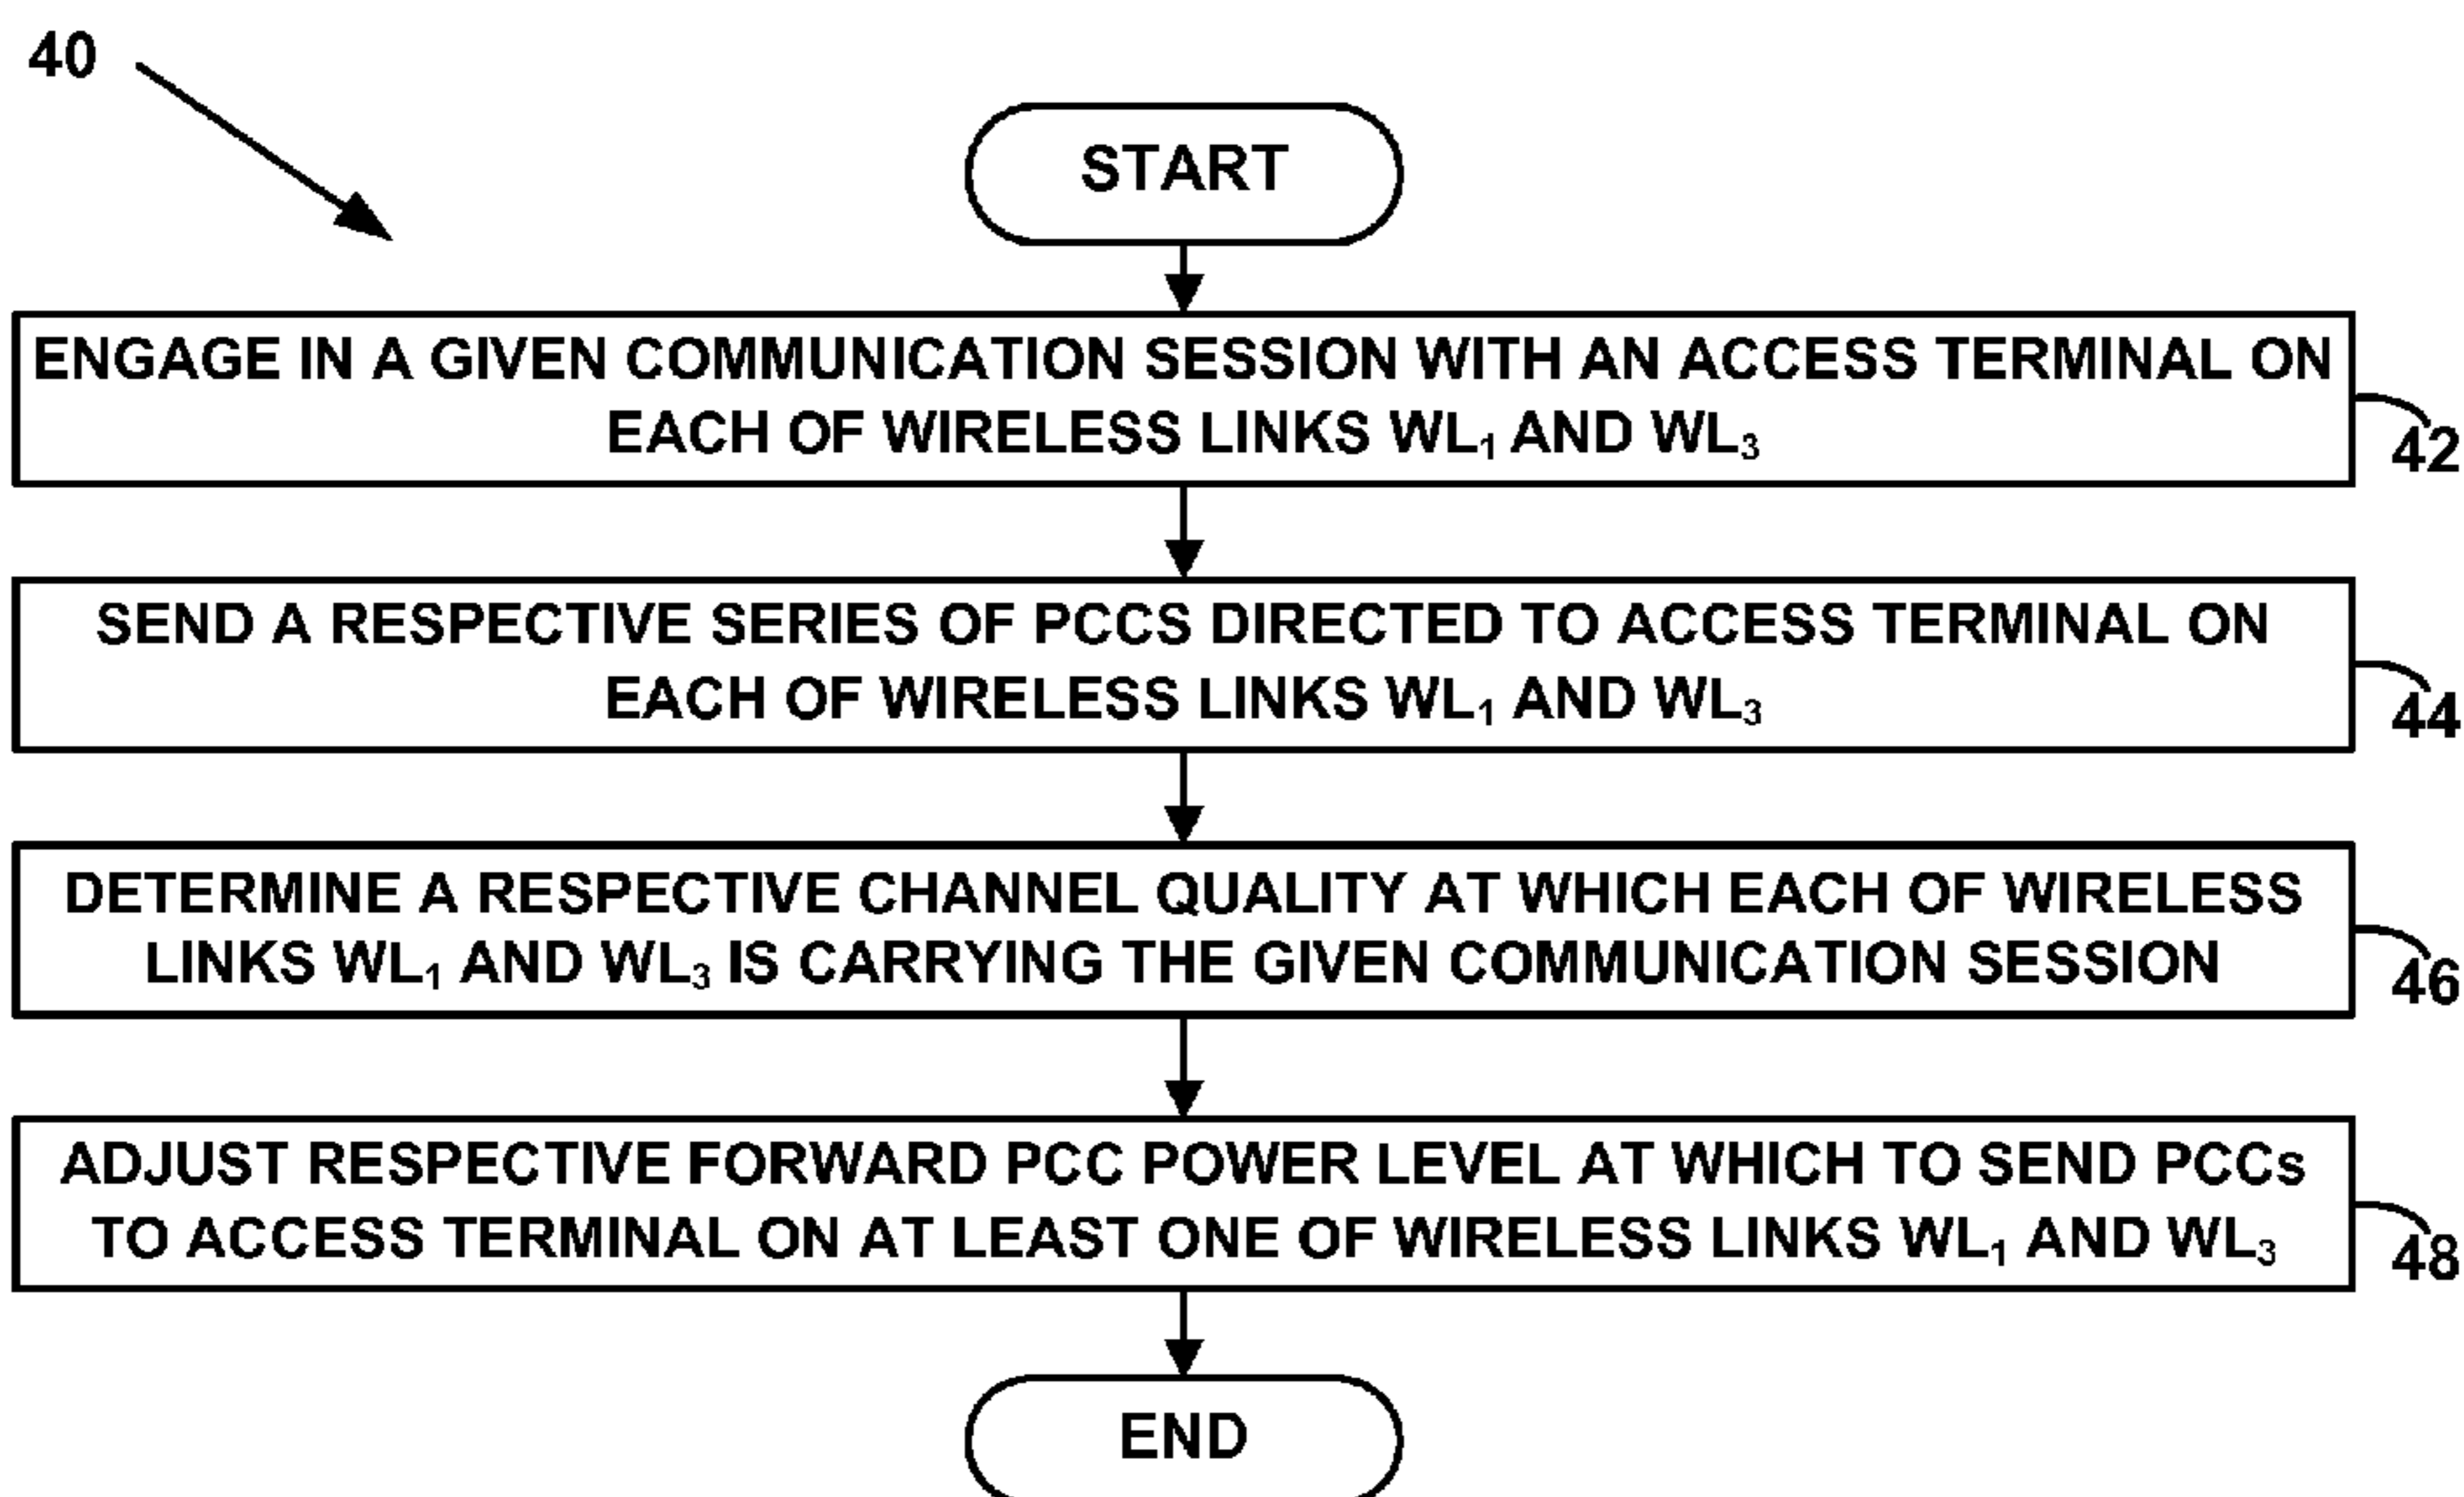 40
START
ENGAGE IN A GIVEN COMMUNICATION SESSION WITH AN ACCESS TERMINAL ON
EACH OF WIRELESS LINKS WL₁ AND WL₃
42
SEND A RESPECTIVE SERIES OF PCCS DIRECTED TO ACCESS TERMINAL ON
EACH OF WIRELESS LINKS WL₁ AND WL₃
44
DETERMINE A RESPECTIVE CHANNEL QUALITY AT WHICH EACH OF WIRELESS
LINKS WL₁ AND WL₃ IS CARRYING THE GIVEN COMMUNICATION SESSION
46
ADJUST RESPECTIVE FORWARD PCC POWER LEVEL AT WHICH TO SEND PCCs
TO ACCESS TERMINAL ON AT LEAST ONE OF WIRELESS LINKS WL₁ AND WL₃
48
END